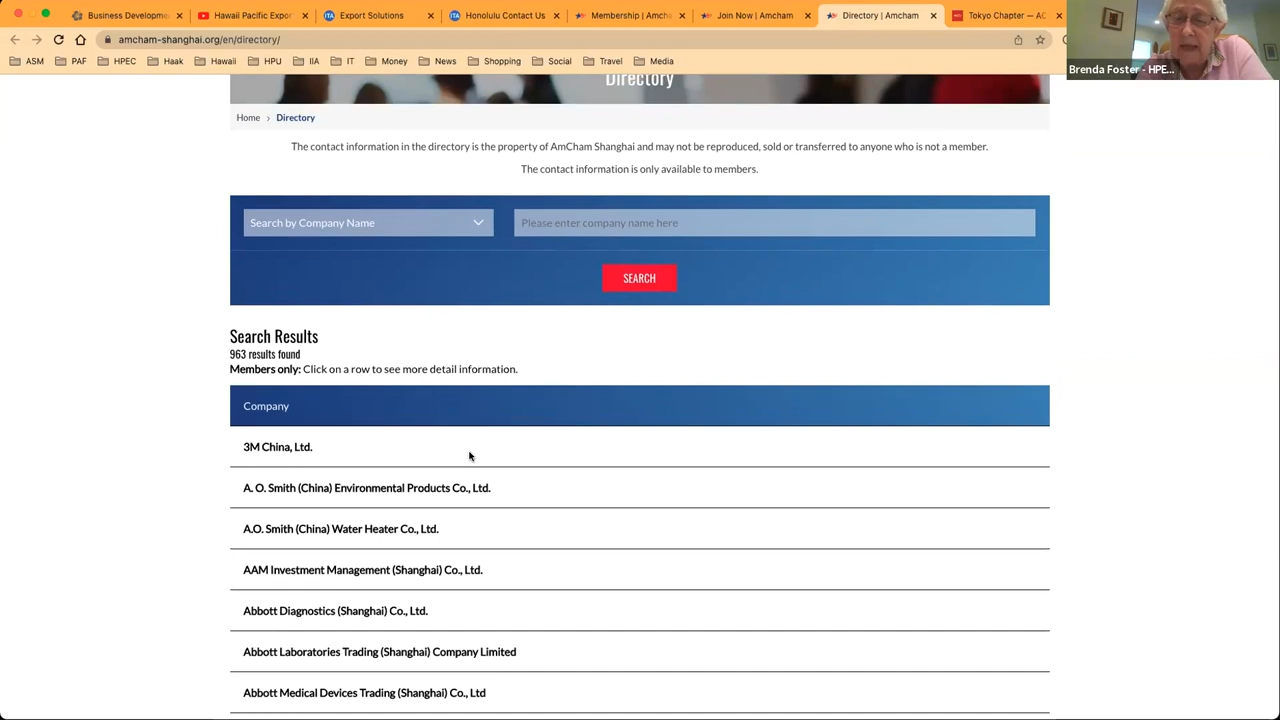 Business Developme
Hawaii Pacific Expor
Export Solutions
Honolulu Contact Us
Membership | Amcha
Join Now | Amcham
Directory | Amcham
Tokyo Chapter — AC
amcham-shanghai.org/en/directory/
ASM
PAF
HPEC
Haak
Hawaii
HPU
IIA
IT
Money
News
Shopping
Social
Travel
Media
Brenda Foster - HPE...
Directory
Home > Directory
The contact information in the directory is the property of AmCham Shanghai and may not be reproduced, sold or transferred to anyone who is not a member.
The contact information is only available to members.
Search by Company Name
Please enter company name here
SEARCH
Search Results
963 results found
Members only: Click on a row to see more detail information.
Company
3M China, Ltd.
A. O. Smith (China) Environmental Products Co., Ltd.
A.O. Smith (China) Water Heater Co., Ltd.
AAM Investment Management (Shanghai) Co., Ltd.
Abbott Diagnostics (Shanghai) Co., Ltd.
Abbott Laboratories Trading (Shanghai) Company Limited
Abbott Medical Devices Trading (Shanghai) Co., Ltd